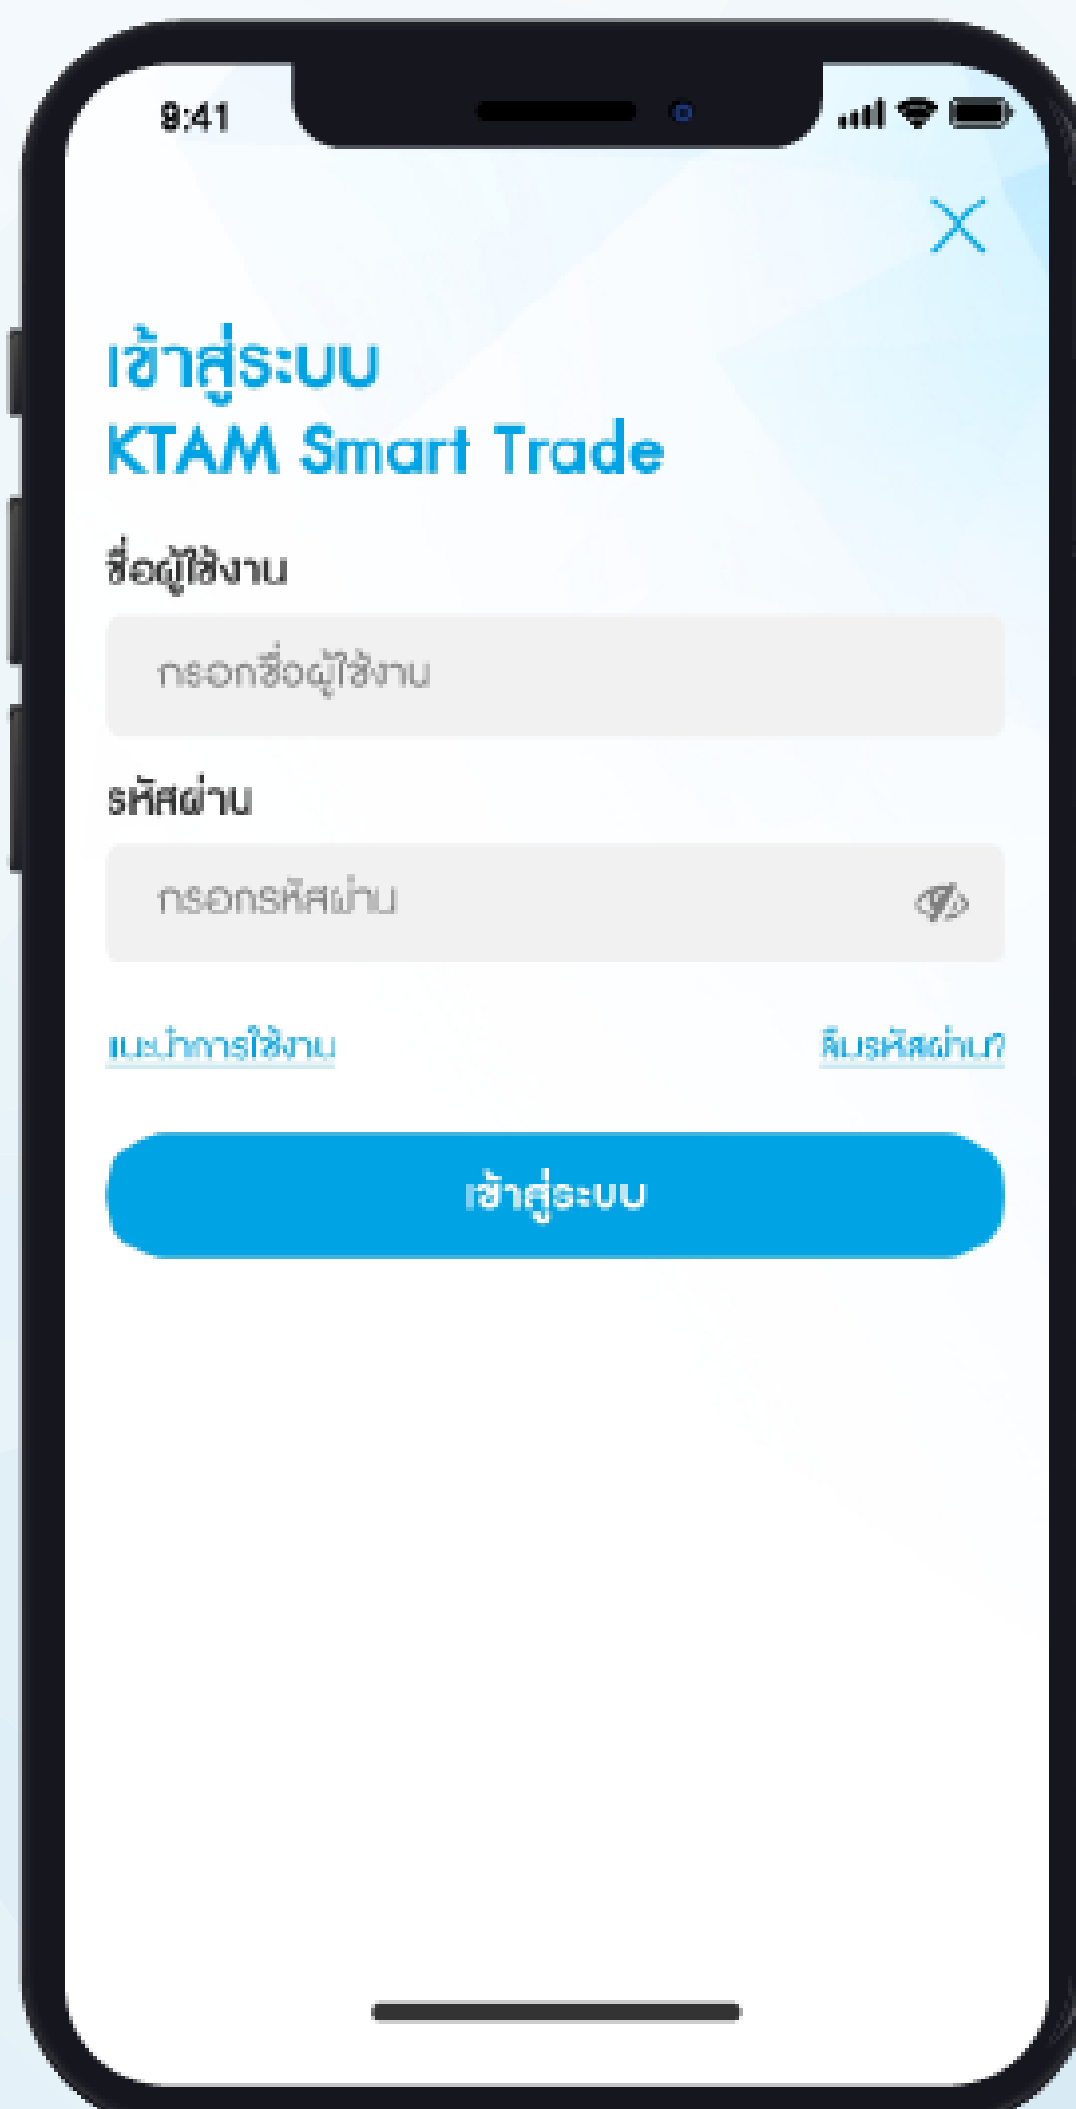 9:41
เข้าสู่ระบบ
KTAM Smart Trade
ชื่อผู้ใช้งาน
กรอกชื่อผู้ใช้งาน
รหัสผ่าน
กรอกรหัสผ่าน
แนะนำการใช้งาน
ลืมรหัสผ่าน?
เข้าสู่ระบบ